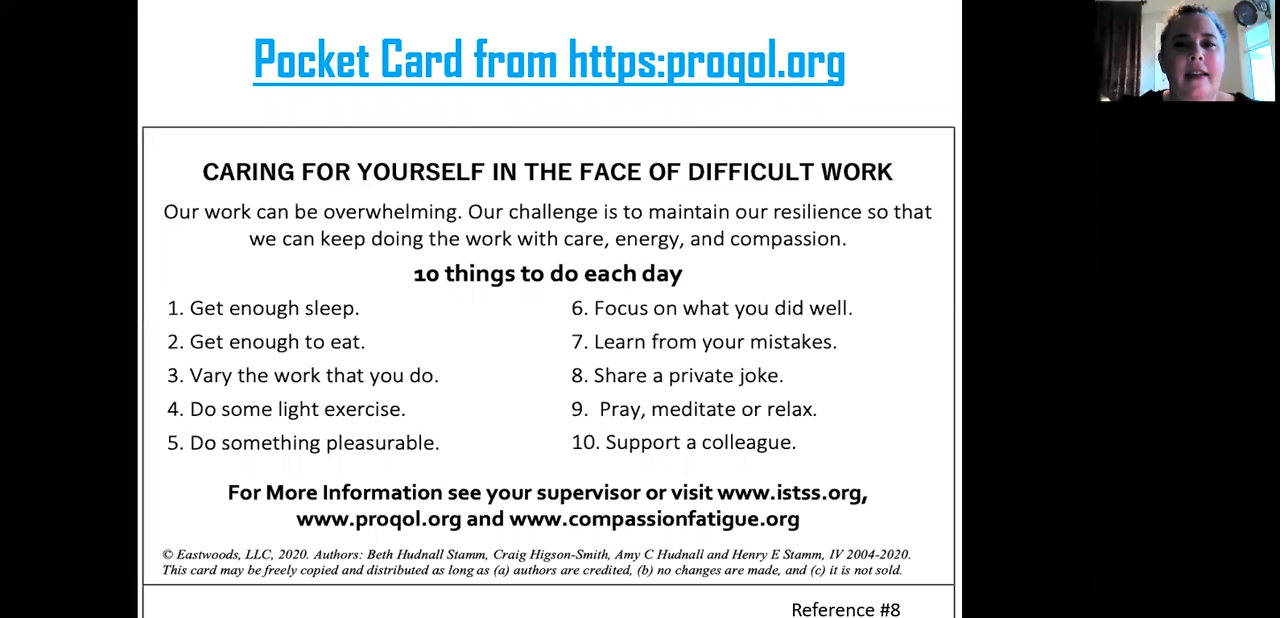 Pocket Card from https:proqol.org
CARING FOR YOURSELF IN THE FACE OF DIFFICULT WORK
Our work can be overwhelming. Our challenge is to maintain our resilience so that
we can keep doing the work with care, energy, and compassion.
10 things to do each day
1. Get enough sleep.
2. Get enough to eat.
3. Vary the work that you do.
4. Do some light exercise.
5. Do something pleasurable.
6. Focus on what you did well.
7. Learn from your mistakes.
8. Share a private joke.
9. Pray, meditate or relax.
10. Support a colleague.
For More Information see your supervisor or visit www.istss.org,
www.proqol.org and www.compassionfatigue.org
© Eastwoods, LLC, 2020. Authors: Beth Hudnall Stamm, Craig Higson-Smith, Amy C Hudnall and Henry E Stamm, IV 2004-2020.
This card may be freely copied and distributed as long as (a) authors are credited, (b) no changes are made, and (c) it is not sold.
Reference #8